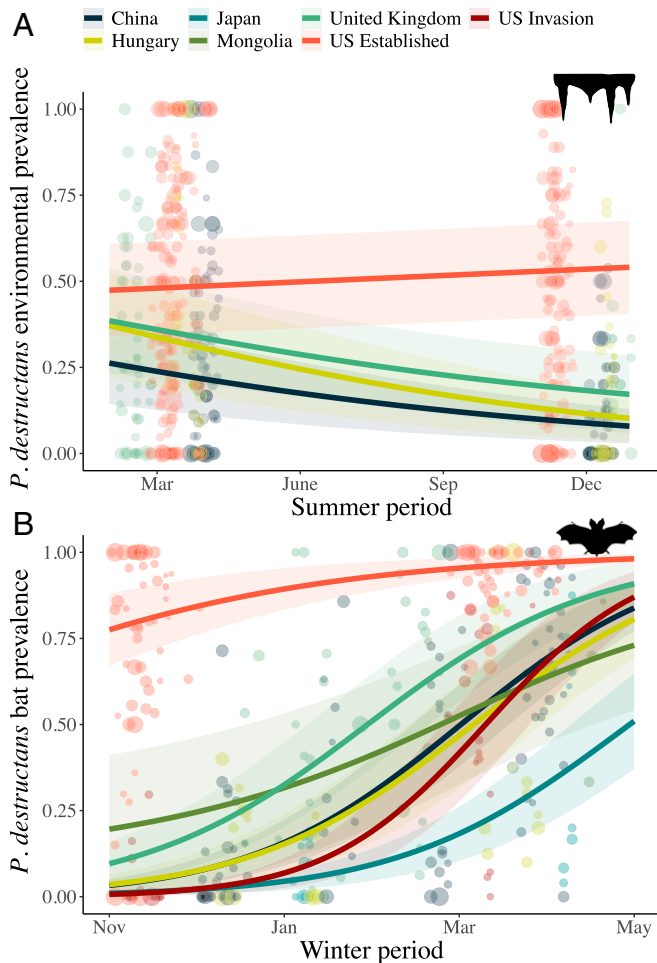 A
China Japan United Kingdom US Invasion
Hungary Mongolia US Established
P. destructans environmental prevalence
1.00
0.75
0.50
0.25
0.00
Mar June Sep Dec
Summer period
B
P. destructans bat prevalence
1.00
0.75
0.50
0.25
0.00
Nov Jan Mar May
Winter period